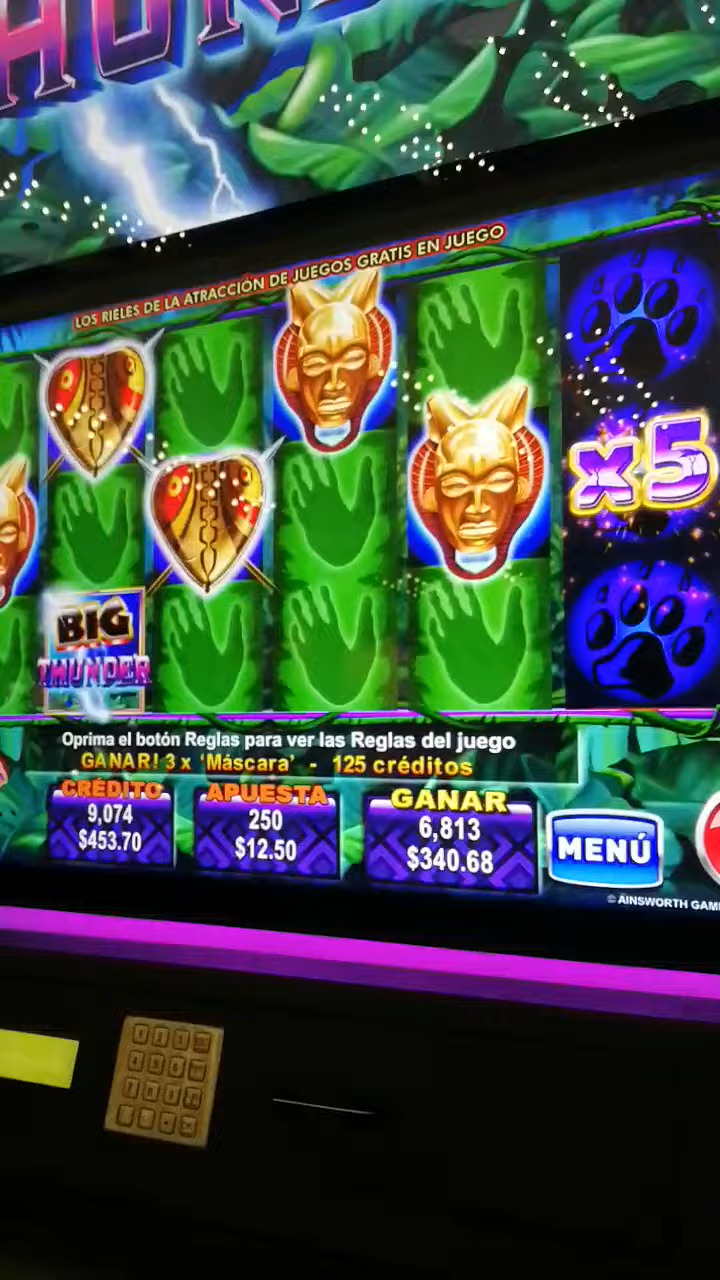 LOS RIELES DE LA ATRACCIÓN DE JUEGOS GRATIS EN JUEGO
x5
BIG
THUNDER
Oprima el botón Reglas para ver las Reglas del juego
GANAR! 3 x 'Máscara' - 125 créditos
CRÉDITO
9,074
$453.70
APUESTA
250
$12.50
GANAR
6,813
$340.68
MENÚ
© AINSWORTH GAM